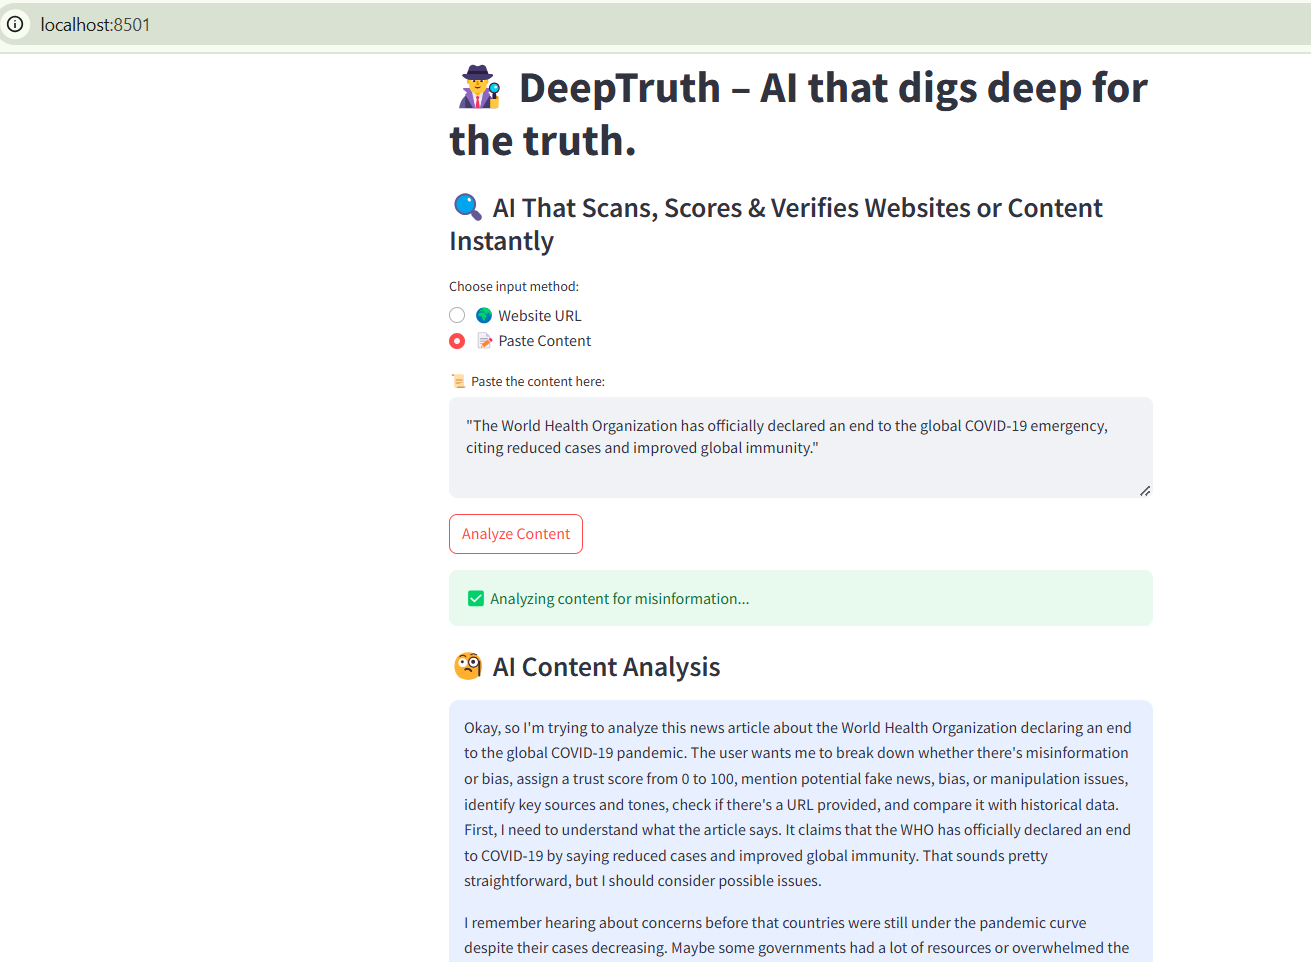 localhost:8501
DeepTruth – AI that digs deep for
the truth.
AI That Scans, Scores & Verifies Websites or Content
Instantly
Choose input method:
Website URL
Paste Content
Paste the content here:
"The World Health Organization has officially declared an end to the global COVID-19 emergency,
citing reduced cases and improved global immunity."
Analyze Content
Analyzing content for misinformation...
AI Content Analysis
Okay, so I'm trying to analyze this news article about the World Health Organization declaring an end
to the global COVID-19 pandemic. The user wants me to break down whether there's misinformation
or bias, assign a trust score from 0 to 100, mention potential fake news, bias, or manipulation issues,
identify key sources and tones, check if there's a URL provided, and compare it with historical data.
First, I need to understand what the article says. It claims that the WHO has officially declared an end
to COVID-19 by saying reduced cases and improved global immunity. That sounds pretty
straightforward, but I should consider possible issues.
I remember hearing about concerns before that countries were still under the pandemic curve
despite their cases decreasing. Maybe some governments had a lot of resources or overwhelmed the